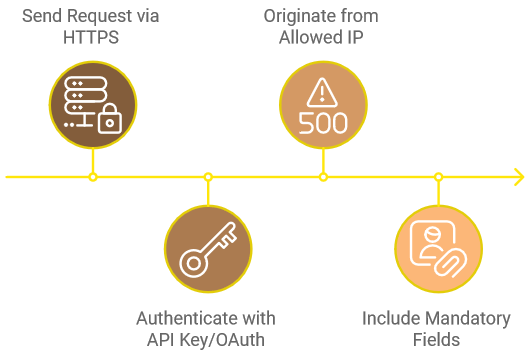 Send Request via
HTTPS
Originate from
Allowed IP
500
Authenticate with
API Key/OAuth
Include Mandatory
Fields